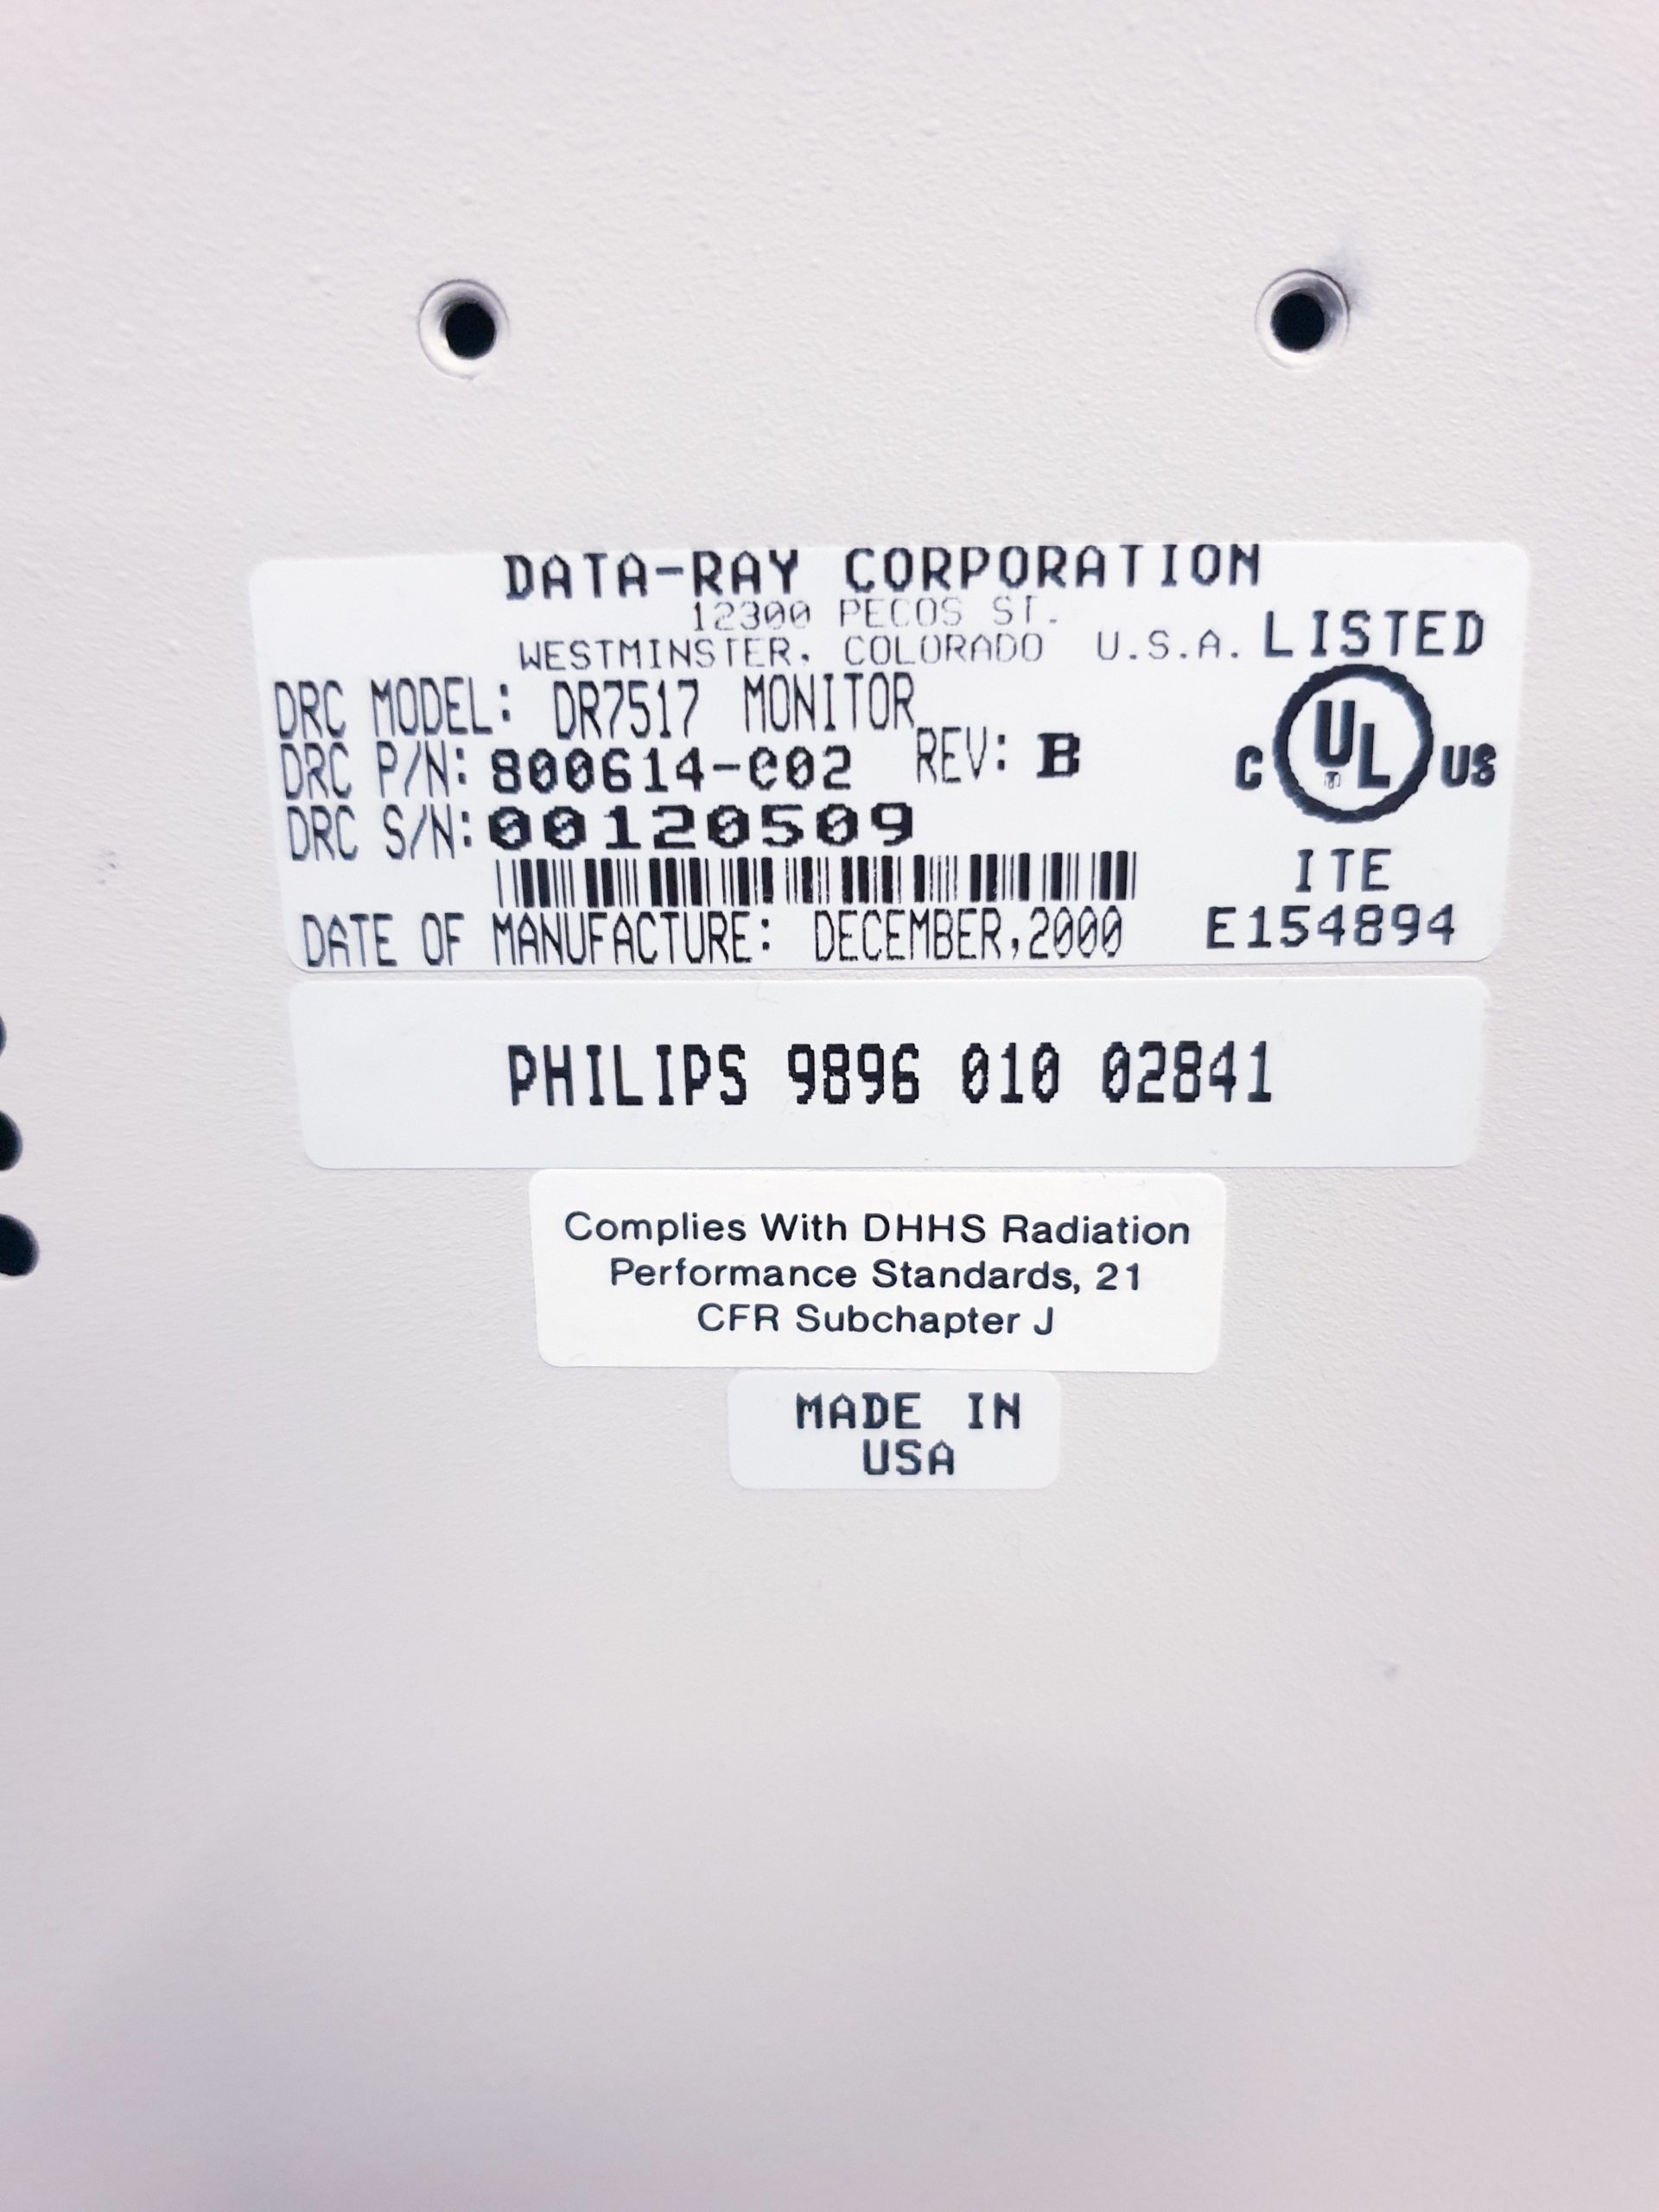 DATA-RAY CORPORATION
12300 PECOS ST.
WESTMINSTER, COLORADO U.S.A.
LISTED
DRC MODEL: DR7517 MONITOR
DRC P/N: 800614-C02 REV: B
DRC S/N: 00120509
C UL US
ITE
E154894
DATE OF MANUFACTURE: DECEMBER,2000
PHILIPS 9896 010 02841
Complies With DHHS Radiation
Performance Standards, 21
CFR Subchapter J
MADE IN
USA